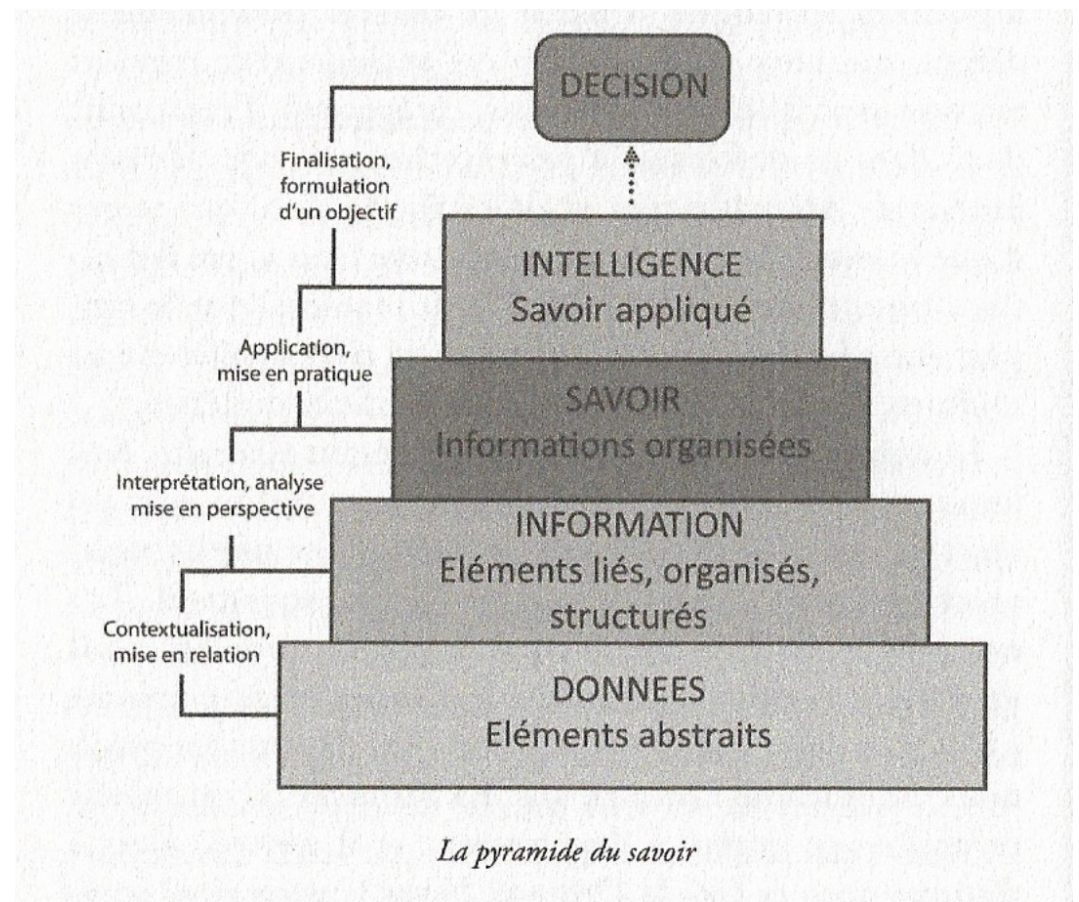 DECISION
Finalisation,
formulation
d'un objectif
INTELLIGENCE
Savoir appliqué
Application,
mise en pratique
SAVOIR
Informations organisées
Interprétation, analyse
mise en perspective
INFORMATION
Eléments liés, organisés,
structurés
Contextualisation,
mise en relation
DONNEES
Eléments abstraits
La pyramide du savoir